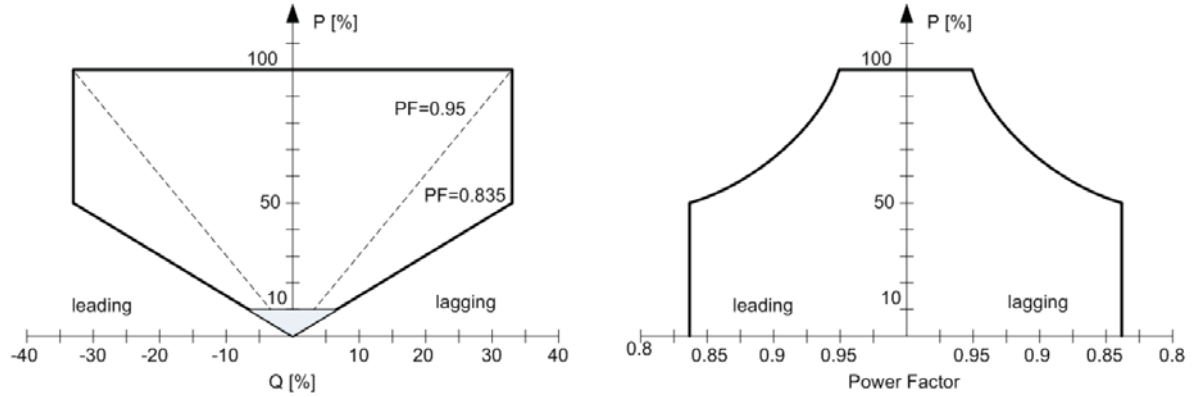 P [%]
100
PF=0.95
PF=0.835
50
10
leading
lagging
-40 -30 -20 -10 10 20 30 40
Q [%]
P [%]
100
50
10
leading
lagging
0.8 0.85 0.9 0.95 0.95 0.9 0.85 0.8
Power Factor